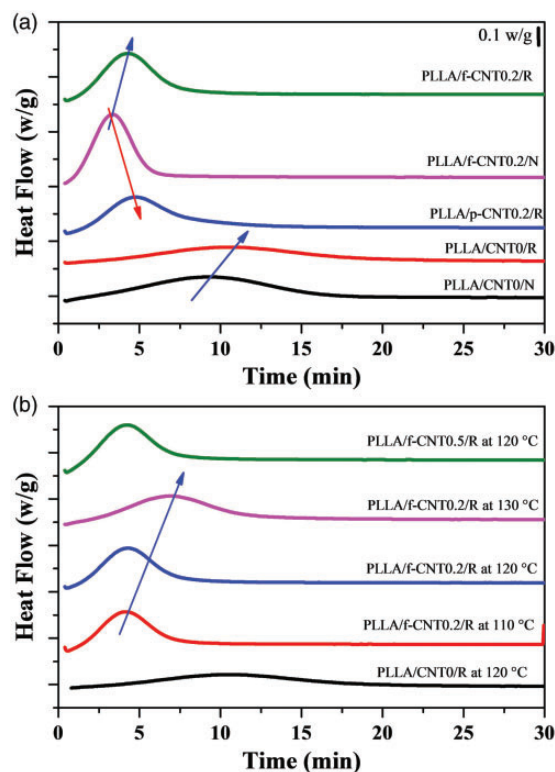 (a)
0.1 w/g
PLLA/f-CNT0.2/R
PLLA/f-CNT0.2/N
PLLA/p-CNT0.2/R
PLLA/CNT0/R
PLLA/CNT0/N
Heat Flow (w/g)
0 5 10 15 20 25 30
Time (min)
(b)
PLLA/f-CNT0.5/R at 120 °C
PLLA/f-CNT0.2/R at 130 °C
PLLA/f-CNT0.2/R at 120 °C
PLLA/f-CNT0.2/R at 110 °C
PLLA/CNT0/R at 120 °C
Heat Flow (w/g)
0 5 10 15 20 25 30
Time (min)